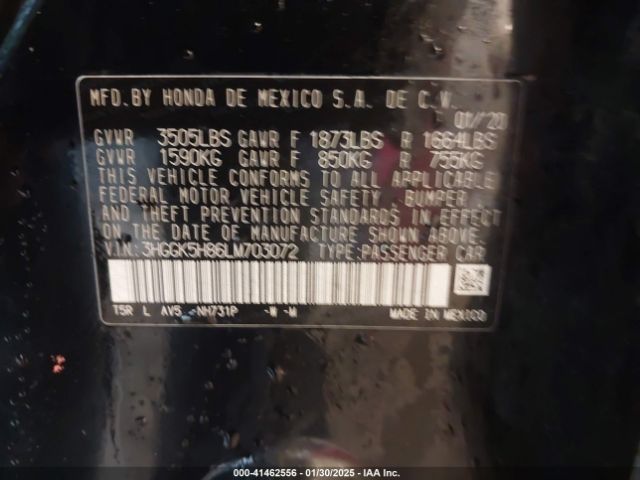 MFD.BY HONDA DE MEXICO S.A. DE C.V.
01/'20
GVWR 3505LBS GAWR F 1873LBS R 1664LBS
GVWR 1590KG GAWR F 850KG R 755KG
THIS VEHICLE CONFORMS TO ALL APPLICABLE
FEDERAL MOTOR VEHICLE SAFETY, BUMPER,
AND THEFT PREVENTION STANDARDS IN EFFECT
ON THE DATE OF MANUFACTURE SHOWN ABOVE.
V.I.N: 3HGGK5H86LM703072 TYPE:PASSENGER CAR
T5R L AV5 -NH731P -W -M MADE IN MEXICO
000-41462556 — 01/30/2025 — IAA Inc.